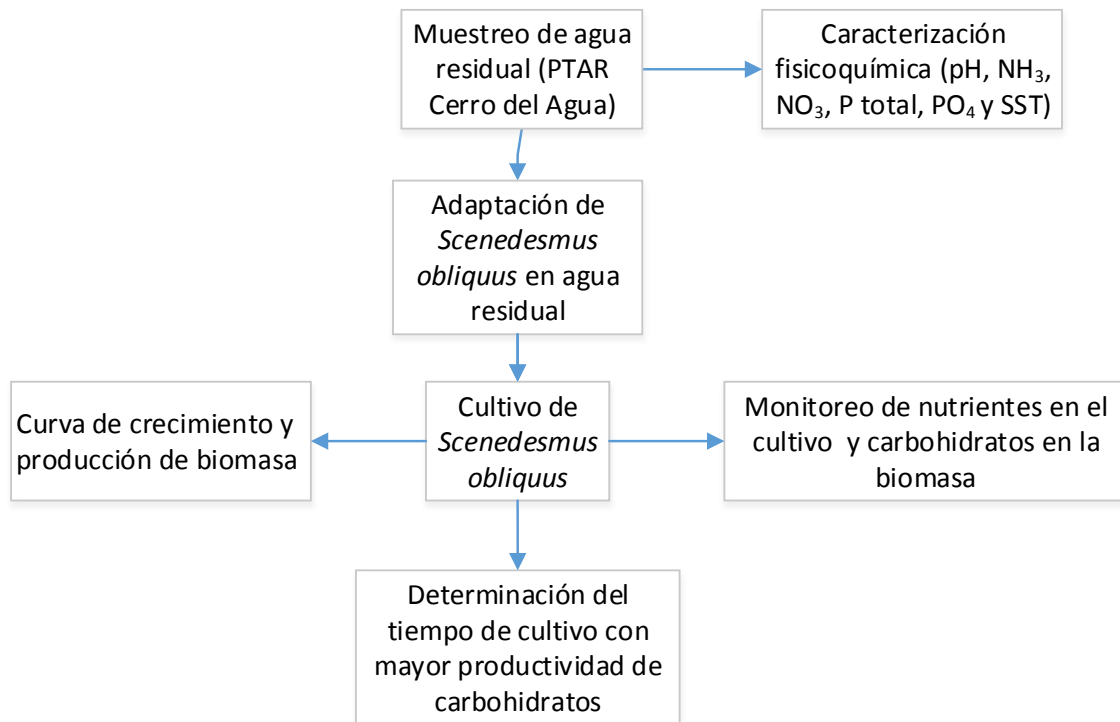 Muestreo de agua
residual (PTAR
Cerro del Agua)
Caracterización
fisicoquímica (pH, NH₃,
NO₃, P total, PO₄ y SST)
Adaptación de
Scenedesmus
obliquus en agua
residual
Curva de crecimiento y
producción de biomasa
Cultivo de
Scenedesmus
obliquus
Monitoreo de nutrientes en el
cultivo y carbohidratos en la
biomasa
Determinación del
tiempo de cultivo con
mayor productividad de
carbohidratos